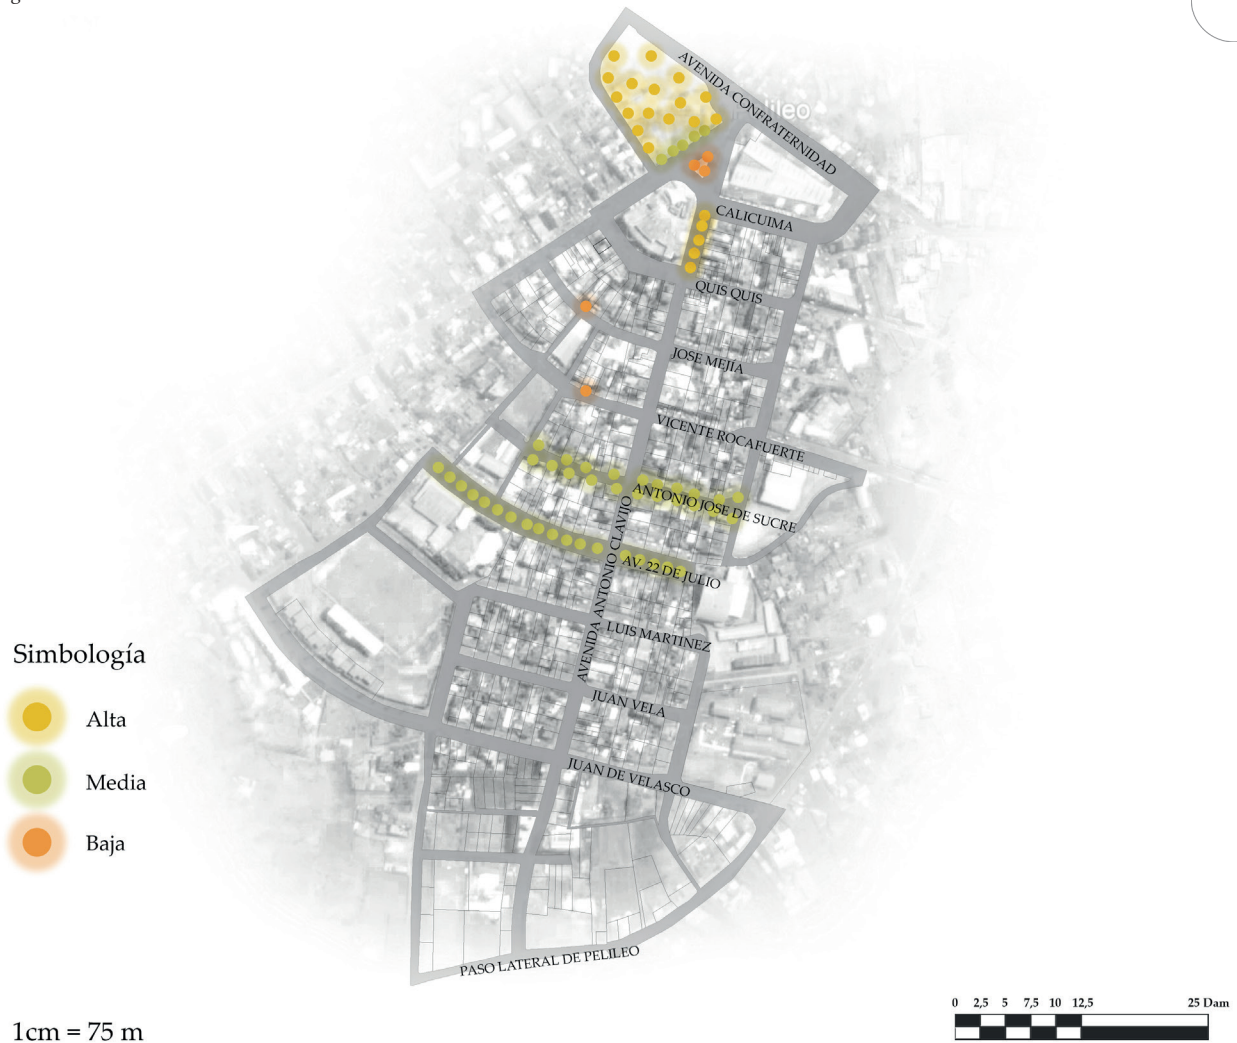 AVENIDA CONFRATERNIDAD
lileo
CALICUIMA
QUIS QUIS
JOSE MEJÍA
VICENTE ROCAFUERTE
ANTONIO JOSE DE SUCRE
AV. 22 DE JULIO
AVENIDA ANTONIO CLAVIJO
LUIS MARTINEZ
JUAN VELA
JUAN DE VELASCO
PASO LATERAL DE PELILEO
Simbología
Alta
Media
Baja
1cm = 75 m
0 2,5 5 7,5 10 12,5 25 Dam